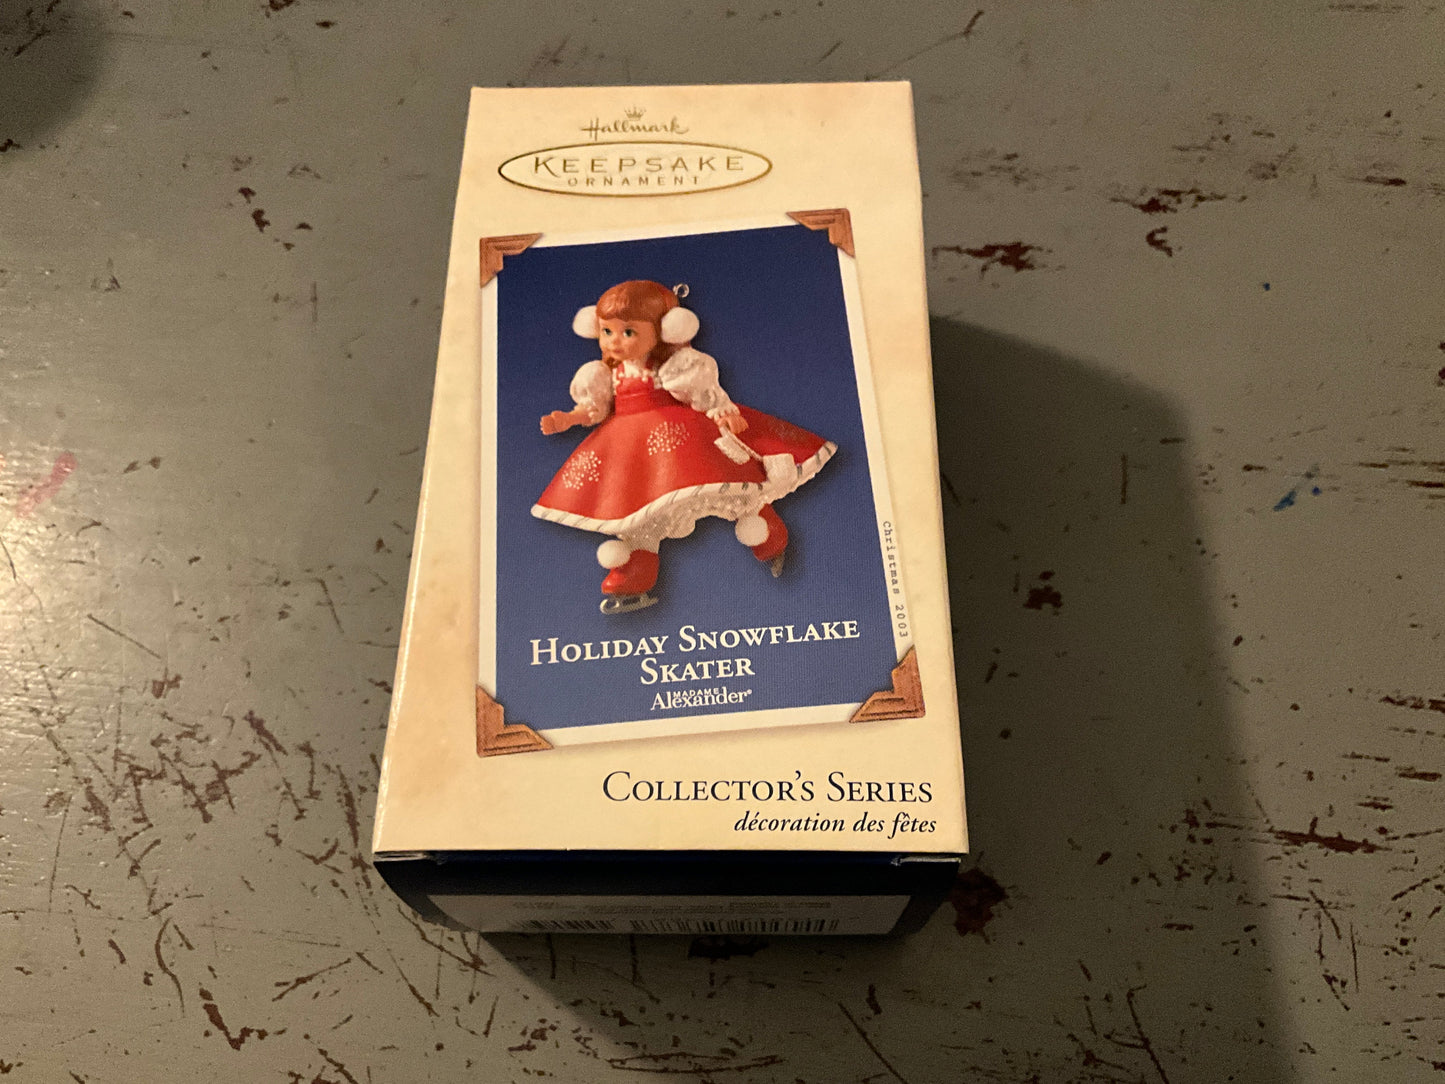 Hallmark
KEEPSAKE
ORNAMENT
Christmas 2003
HOLIDAY SNOWFLAKE
SKATER
MADAME
Alexander®
COLLECTOR'S SERIES
décoration des fêtes